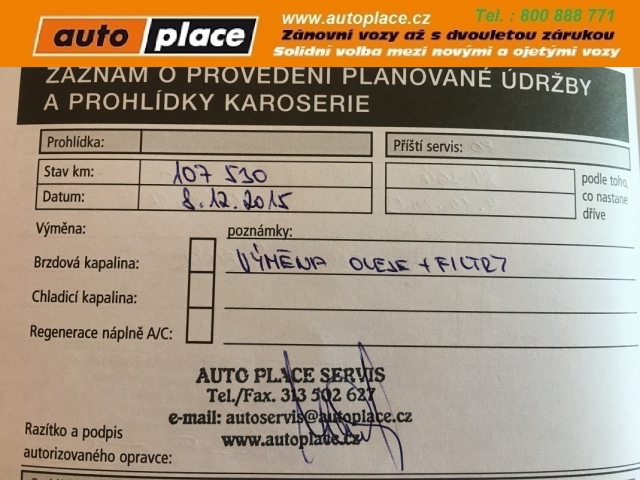 auto place
www.autoplace.cz
Tel. : 800 888 771
Zánovní vozy až s dvouletou zárukou
Solidní volba mezi novými a ojetými vozy
ZÁZNAM O PROVEDENÍ PLÁNOVANÉ ÚDRŽBY
A PROHLÍDKY KAROSERIE
Prohlídka:
Příští servis:
Stav km: 107 530
Datum: 8.12.2015
podle toho,
co nastane
dříve
Výměna:
poznámky:
Brzdová kapalina: VÝMĚNA OLEJE + FILTRY
Chladicí kapalina:
Regenerace náplně A/C:
AUTO PLACE SERVIS
Tel./Fax. 313 502 627
e-mail: autoservis@autoplace.cz
www.autoplace.cz
Razítko a podpis
autorizovaného opravce: